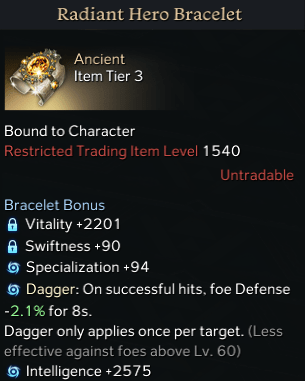 Radiant Hero Bracelet
Ancient
Item Tier 3
Bound to Character
Restricted Trading Item Level 1540
Untradable
Bracelet Bonus
Vitality +2201
Swiftness +90
Specialization +94
Dagger: On successful hits, foe Defense
-2.1% for 8s.
Dagger only applies once per target. (Less
effective against foes above Lv. 60)
Intelligence +2575